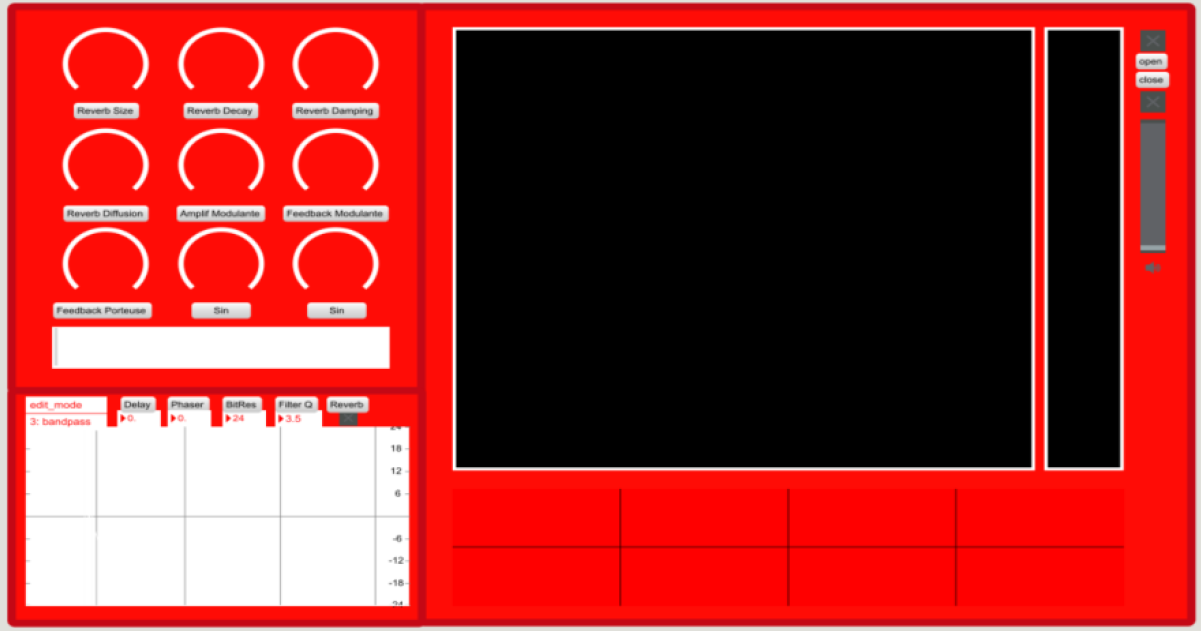 Reverb Size Reverb Decay Reverb Damping
Reverb Diffusion Amplif Modulante Feedback Modulante
Feedback Porteuse Sin Sin
open
close
edit_mode Delay Phaser BitRes Filter Q Reverb
3: bandpass 0. 0. 24 3.5
24
18
12
6
-6
-12
-18
24